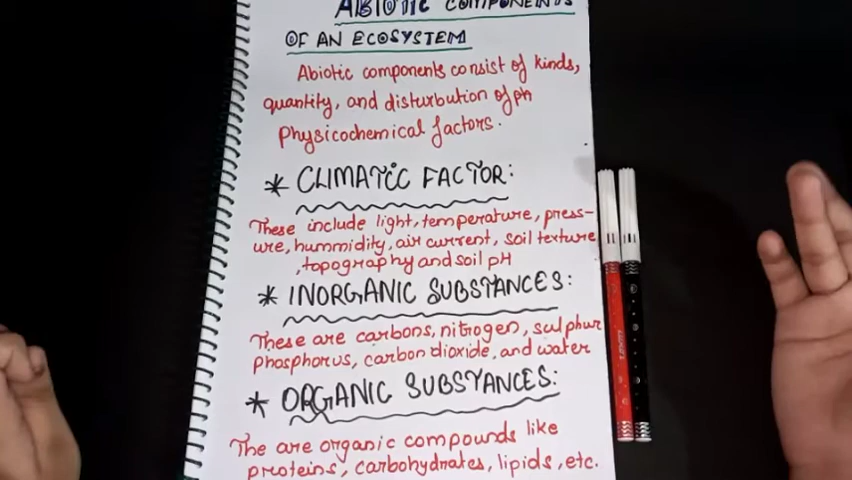 ABIOTIC COMPONENTS
OF AN ECOSYSTEM
Abiotic components consist of kinds,
quantity, and disturbution of ph
physicochemical factors.
* CLIMATIC FACTOR:
These include light, temperature, press-
ure, hummidity, air current, soil texture
, topography and soil pH
* INORGANIC SUBSTANCES:
These are carbons, nitrogen, sulphur
phosphorus, carbon dioxide, and water
* ORGANIC SUBSTANCES:
The are organic compounds like
proteins, carbohydrates, lipids, etc.